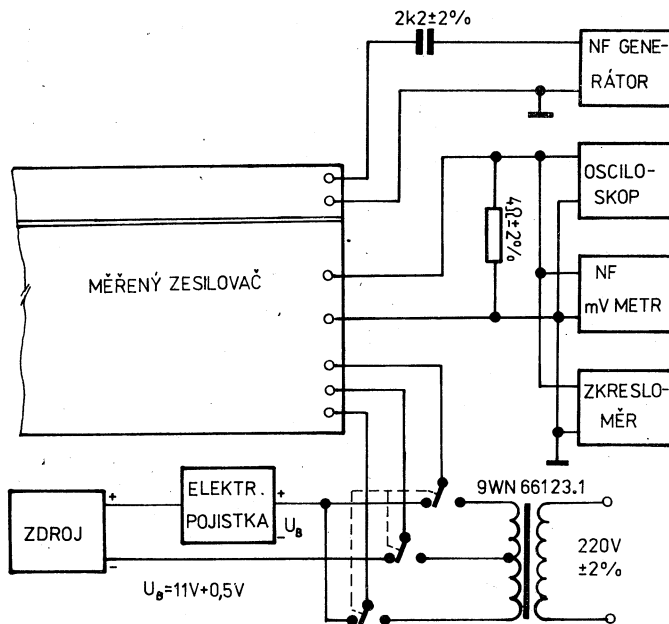 2k2±2%
NF GENE-
RÁTOR
OSCILO-
SKOP
4Ω±2%
MĚŘENÝ ZESILOVAČ
NF
mV METR
ZKRESLO-
MĚR
9WN 66123.1
ELEKTR.
POJISTKA
+
+
-
U_B
ZDROJ
-
220V
±2%
U_B=11V+0,5V